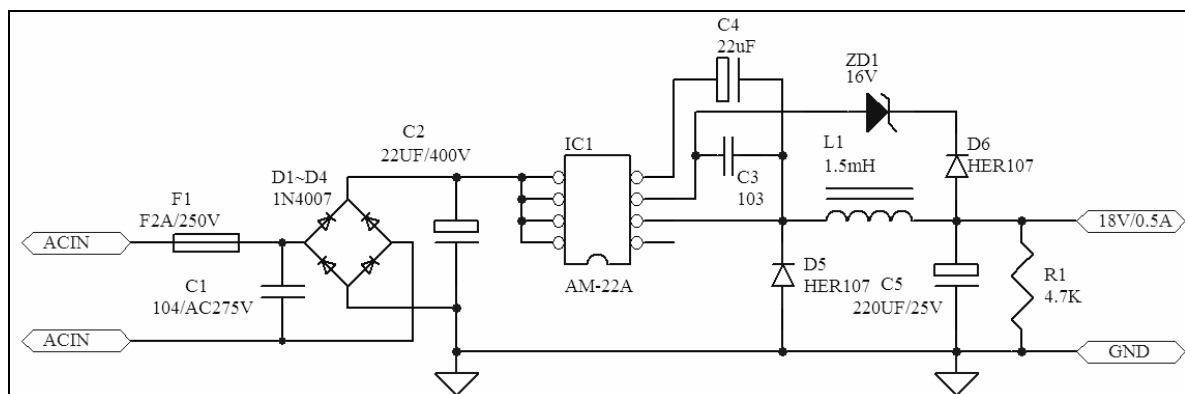 C4
22uF
ZD1
16V
C2
22UF/400V
IC1
L1
1.5mH
D6
HER107
D1~D4
1N4007
C3
103
F1
F2A/250V
ACIN
18V/0.5A
C1
104/AC275V
AM-22A
D5
HER107
C5
220UF/25V
R1
4.7K
ACIN
GND